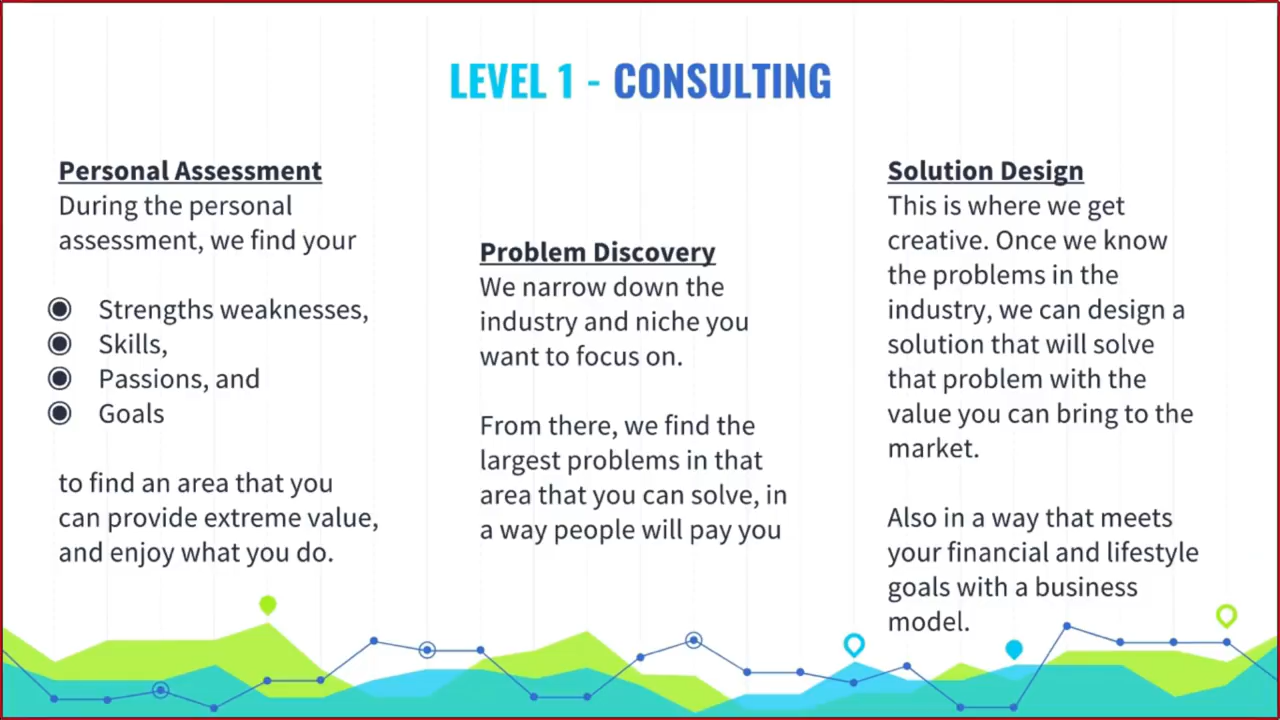 LEVEL 1 - CONSULTING
Personal Assessment
During the personal
assessment, we find your
Strengths weaknesses,
Skills,
Passions, and
Goals
to find an area that you
can provide extreme value,
and enjoy what you do.
Problem Discovery
We narrow down the
industry and niche you
want to focus on.
From there, we find the
largest problems in that
area that you can solve, in
a way people will pay you
Solution Design
This is where we get
creative. Once we know
the problems in the
industry, we can design a
solution that will solve
that problem with the
value you can bring to the
market.
Also in a way that meets
your financial and lifestyle
goals with a business
model.